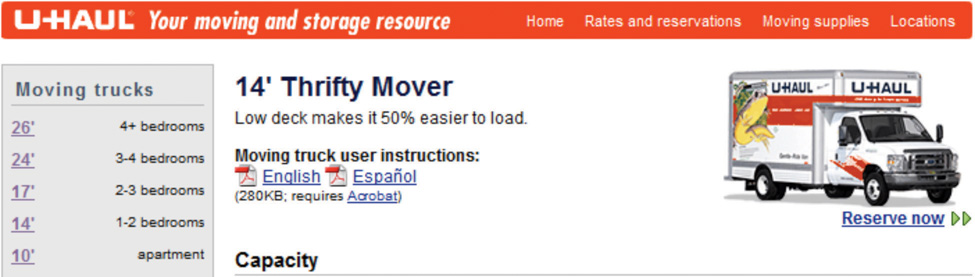 U-HAUL Your moving and storage resource
Home Rates and reservations Moving supplies Locations
Moving trucks
26' 4+ bedrooms
24' 3-4 bedrooms
17' 2-3 bedrooms
14' 1-2 bedrooms
10' apartment
14' Thrifty Mover
Low deck makes it 50% easier to load.
Moving truck user instructions:
English Español
(280KB; requires Acrobat)
U-HAUL U-HAUL
Reserve now
Capacity